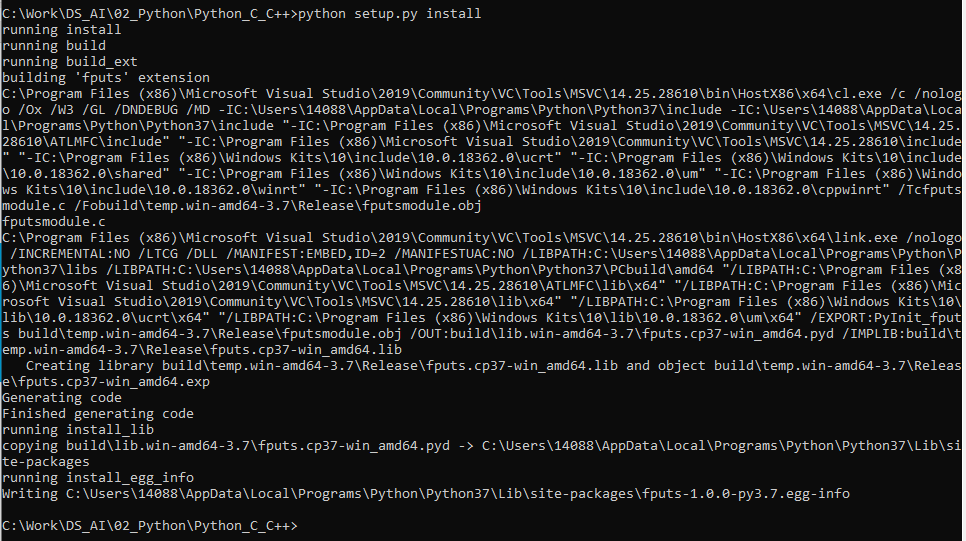 C:\Work\DS_AI\02_Python\Python_C_C++>python setup.py install
running install
running build
running build_ext
building 'fputs' extension
C:\Program Files (x86)\Microsoft Visual Studio\2019\Community\VC\Tools\MSVC\14.25.28610\bin\HostX86\x64\cl.exe /c /nolog
o /Ox /W3 /GL /DNDEBUG /MD -IC:\Users\14088\AppData\Local\Programs\Python\Python37\include -IC:\Users\14088\AppData\Loca
l\Programs\Python\Python37\include "-IC:\Program Files (x86)\Microsoft Visual Studio\2019\Community\VC\Tools\MSVC\14.25.
28610\ATLMFC\include" "-IC:\Program Files (x86)\Microsoft Visual Studio\2019\Community\VC\Tools\MSVC\14.25.28610\include
" "-IC:\Program Files (x86)\Windows Kits\10\include\10.0.18362.0\ucrt" "-IC:\Program Files (x86)\Windows Kits\10\include
\10.0.18362.0\shared" "-IC:\Program Files (x86)\Windows Kits\10\include\10.0.18362.0\um" "-IC:\Program Files (x86)\Windo
ws Kits\10\include\10.0.18362.0\winrt" "-IC:\Program Files (x86)\Windows Kits\10\include\10.0.18362.0\cppwinrt" /Tcfputs
module.c /Fobuild\temp.win-amd64-3.7\Release\fputsmodule.obj
fputsmodule.c
C:\Program Files (x86)\Microsoft Visual Studio\2019\Community\VC\Tools\MSVC\14.25.28610\bin\HostX86\x64\link.exe /nologo
 /INCREMENTAL:NO /LTCG /DLL /MANIFEST:EMBED,ID=2 /MANIFESTUAC:NO /LIBPATH:C:\Users\14088\AppData\Local\Programs\Python\P
ython37\libs /LIBPATH:C:\Users\14088\AppData\Local\Programs\Python\Python37\PCbuild\amd64 "/LIBPATH:C:\Program Files (x8
6)\Microsoft Visual Studio\2019\Community\VC\Tools\MSVC\14.25.28610\ATLMFC\lib\x64" "/LIBPATH:C:\Program Files (x86)\Mic
rosoft Visual Studio\2019\Community\VC\Tools\MSVC\14.25.28610\lib\x64" "/LIBPATH:C:\Program Files (x86)\Windows Kits\10\
lib\10.0.18362.0\ucrt\x64" "/LIBPATH:C:\Program Files (x86)\Windows Kits\10\lib\10.0.18362.0\um\x64" /EXPORT:PyInit_fput
s build\temp.win-amd64-3.7\Release\fputsmodule.obj /OUT:build\lib.win-amd64-3.7\fputs.cp37-win_amd64.pyd /IMPLIB:build\t
emp.win-amd64-3.7\Release\fputs.cp37-win_amd64.lib
   Creating library build\temp.win-amd64-3.7\Release\fputs.cp37-win_amd64.lib and object build\temp.win-amd64-3.7\Releas
e\fputs.cp37-win_amd64.exp
Generating code
Finished generating code
running install_lib
copying build\lib.win-amd64-3.7\fputs.cp37-win_amd64.pyd -> C:\Users\14088\AppData\Local\Programs\Python\Python37\Lib\si
te-packages
running install_egg_info
Writing C:\Users\14088\AppData\Local\Programs\Python\Python37\Lib\site-packages\fputs-1.0.0-py3.7.egg-info
C:\Work\DS_AI\02_Python\Python_C_C++>